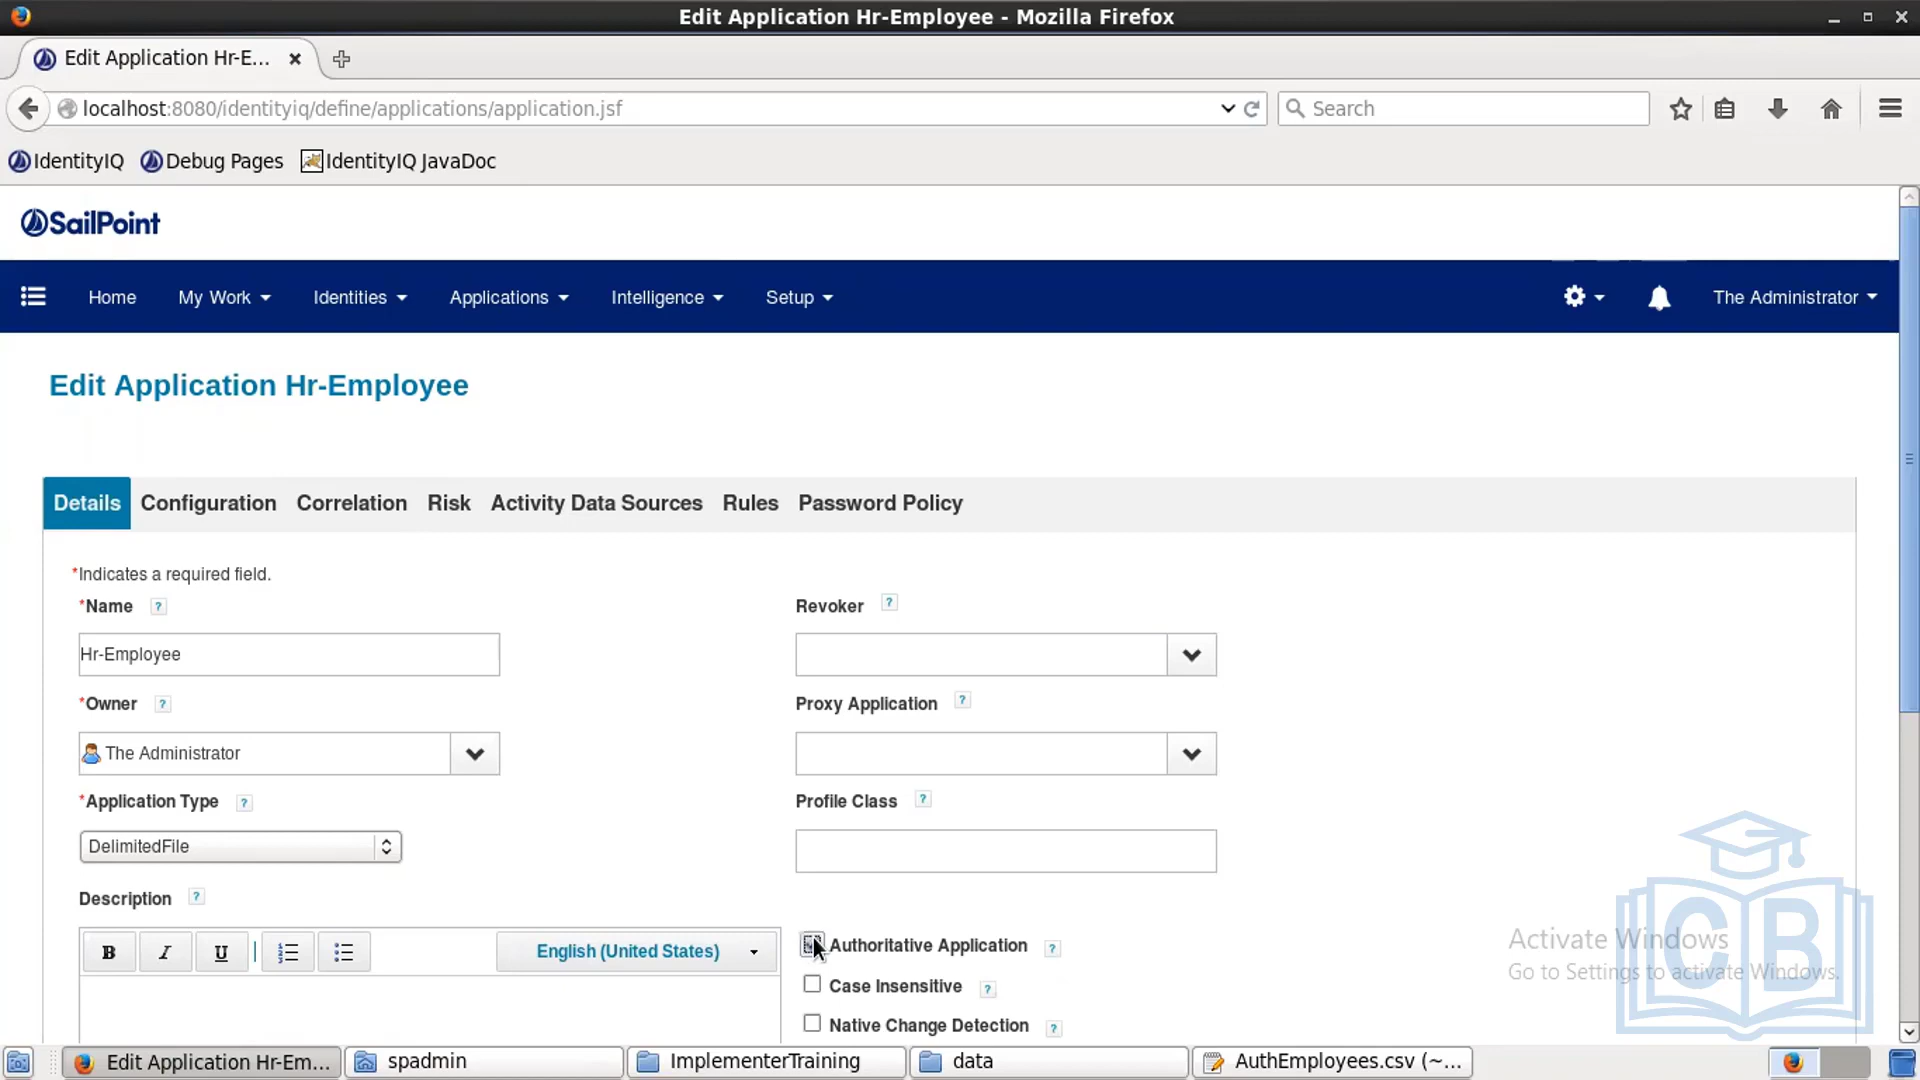 Edit Application Hr-Employee - Mozilla Firefox
Edit Application Hr-E...
localhost:8080/identityiq/define/applications/application.jsf
Search
IdentityIQ
Debug Pages
IdentityIQ JavaDoc
SailPoint
Home
My Work
Identities
Applications
Intelligence
Setup
The Administrator
Edit Application Hr-Employee
Details
Configuration
Correlation
Risk
Activity Data Sources
Rules
Password Policy
*Indicates a required field.
*Name ?
Revoker ?
Hr-Employee
*Owner ?
Proxy Application ?
The Administrator
*Application Type ?
Profile Class ?
DelimitedFile
Description ?
B I U
English (United States)
Authoritative Application ?
Case Insensitive ?
Native Change Detection ?
Activate Windows
Go to Settings to activate Windows.
CB
Edit Application Hr-Em...
spadmin
ImplementerTraining
data
AuthEmployees.csv (~...